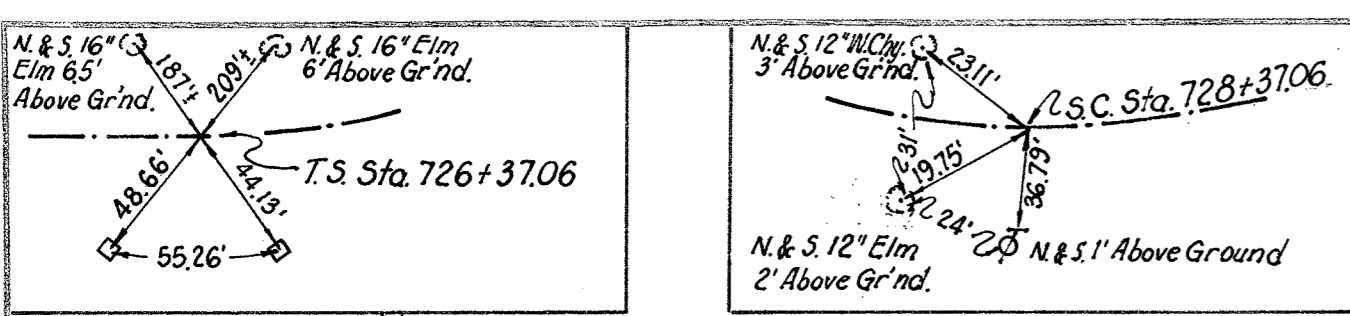 N. & S. 16"
Elm 6.5'
Above Gr'nd.
187'±
209'±
N. & S. 16" Elm
6' Above Gr'nd.
T.S. Sta. 726+37.06
48.66'
44.13'
55.26'
N. & S. 12" W.Chy.
3' Above Gr'nd.
23.11'
S.C. Sta. 728+37.06
31'
19.75'
36.79'
24'
N. & S. 12" Elm
2' Above Gr'nd.
N. & S. 1' Above Ground